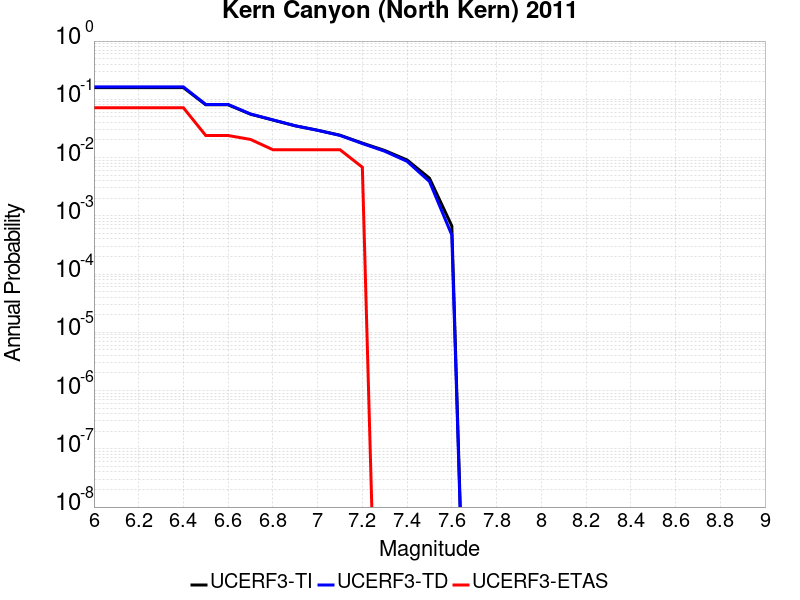 Kern Canyon (North Kern) 2011
Annual Probability
10^0
10^-1
10^-2
10^-3
10^-4
10^-5
10^-6
10^-7
10^-8
6 6.2 6.4 6.6 6.8 7 7.2 7.4 7.6 7.8 8 8.2 8.4 8.6 8.8 9
Magnitude
UCERF3-TI UCERF3-TD UCERF3-ETAS